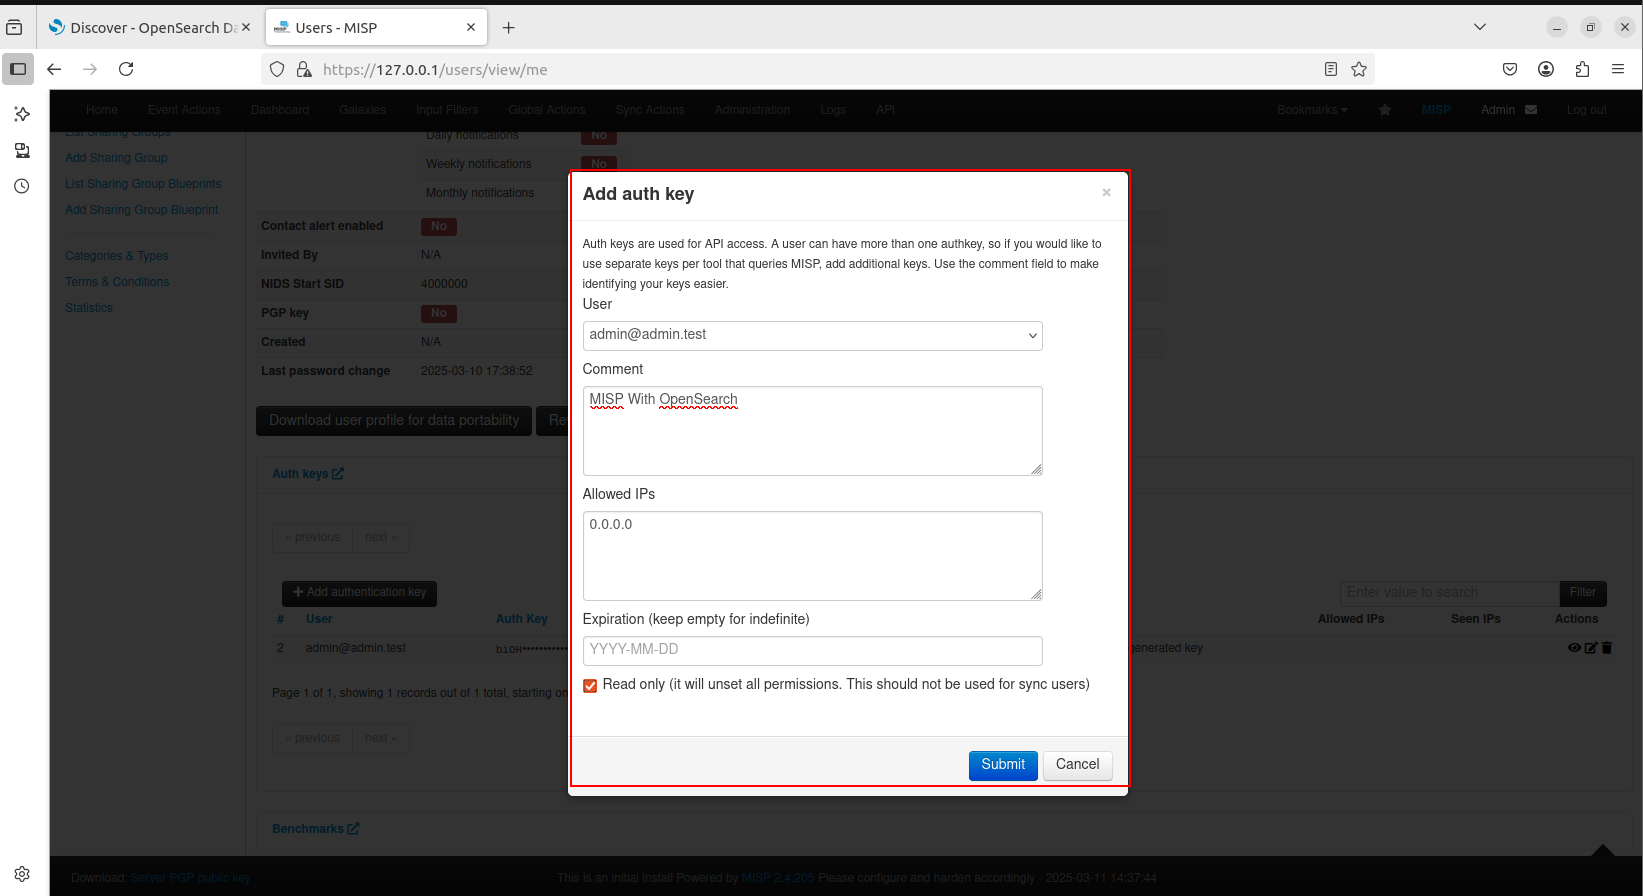 Discover - OpenSearch Da
Users - MISP
https://127.0.0.1/users/view/me
Home Event Actions Dashboard Galaxies Input Filters Global Actions Sync Actions Administration Logs API Bookmarks MISP Admin Log out
List Sharing Groups
Add Sharing Group
List Sharing Group Blueprints
Add Sharing Group Blueprint
Categories & Types
Terms & Conditions
Statistics
Daily notifications No
Weekly notifications No
Monthly notifications
Contact alert enabled No
Invited By N/A
NIDS Start SID 4000000
PGP key No
Created N/A
Last password change 2025-03-10 17:38:52
Download user profile for data portability
Auth keys
« previous next »
+ Add authentication key
Enter value to search Filter
# User Auth Key Allowed IPs Seen IPs Actions
2 admin@admin.test biOH•••••••••• enerated key
Page 1 of 1, showing 1 records out of 1 total, starting on
« previous next »
Benchmarks
Add auth key ×
Auth keys are used for API access. A user can have more than one authkey, so if you would like to
use separate keys per tool that queries MISP, add additional keys. Use the comment field to make
identifying your keys easier.
User
admin@admin.test
Comment
MISP With OpenSearch
Allowed IPs
0.0.0.0
Expiration (keep empty for indefinite)
YYYY-MM-DD
Read only (it will unset all permissions. This should not be used for sync users)
Submit Cancel
Download: Server PGP public key This is an initial install Powered by MISP 2.4.205 Please configure and harden accordingly - 2025-03-11 14:37:44